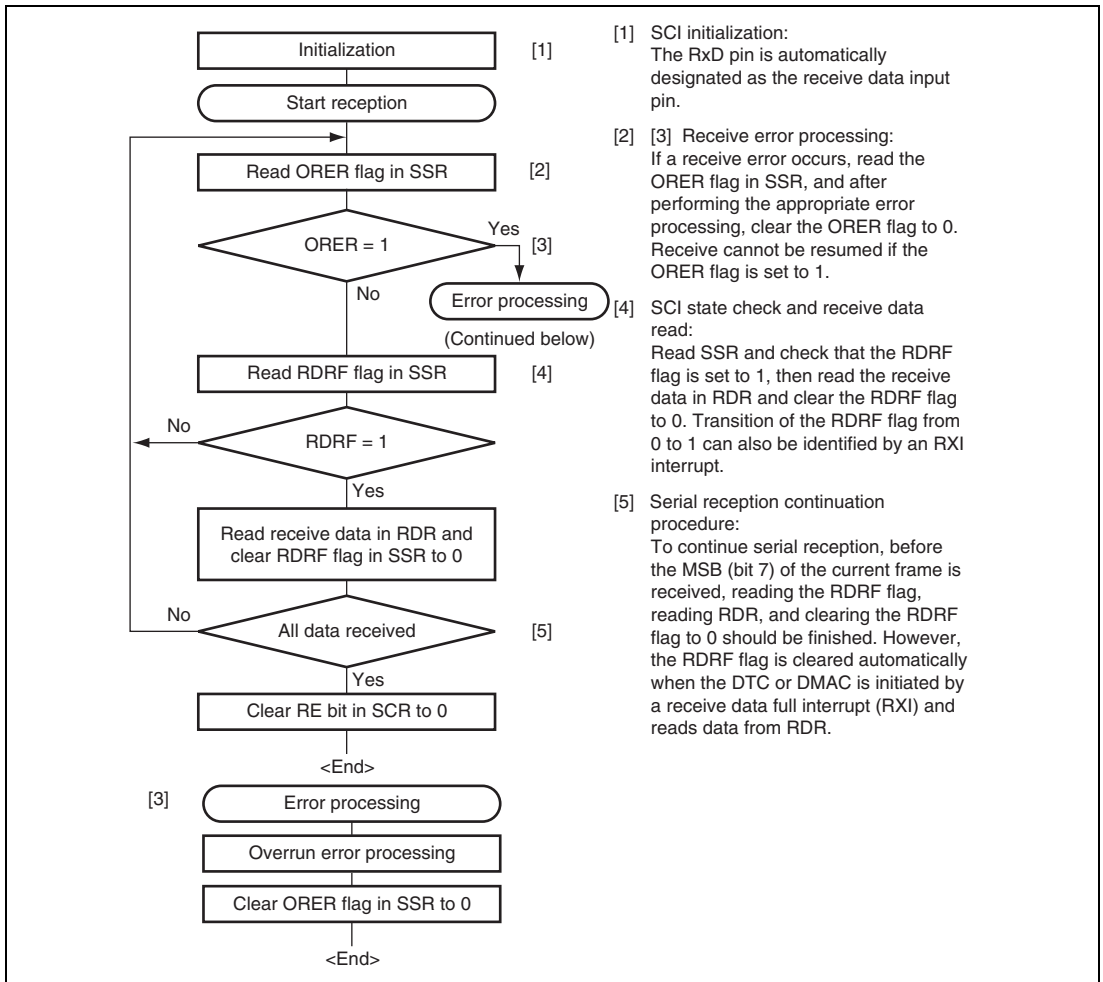 Initialization
[1]
Start reception
Read ORER flag in SSR
[2]
ORER = 1
Yes
[3]
No
Error processing
(Continued below)
Read RDRF flag in SSR
[4]
No
RDRF = 1
Yes
Read receive data in RDR and
clear RDRF flag in SSR to 0
No
All data received
[5]
Yes
Clear RE bit in SCR to 0
<End>
[3]
Error processing
Overrun error processing
Clear ORER flag in SSR to 0
<End>
[1] SCI initialization:
The RxD pin is automatically
designated as the receive data input
pin.
[2] [3] Receive error processing:
If a receive error occurs, read the
ORER flag in SSR, and after
performing the appropriate error
processing, clear the ORER flag to 0.
Receive cannot be resumed if the
ORER flag is set to 1.
[4] SCI state check and receive data
read:
Read SSR and check that the RDRF
flag is set to 1, then read the receive
data in RDR and clear the RDRF flag
to 0. Transition of the RDRF flag from
0 to 1 can also be identified by an RXI
interrupt.
[5] Serial reception continuation
procedure:
To continue serial reception, before
the MSB (bit 7) of the current frame is
received, reading the RDRF flag,
reading RDR, and clearing the RDRF
flag to 0 should be finished. However,
the RDRF flag is cleared automatically
when the DTC or DMAC is initiated by
a receive data full interrupt (RXI) and
reads data from RDR.